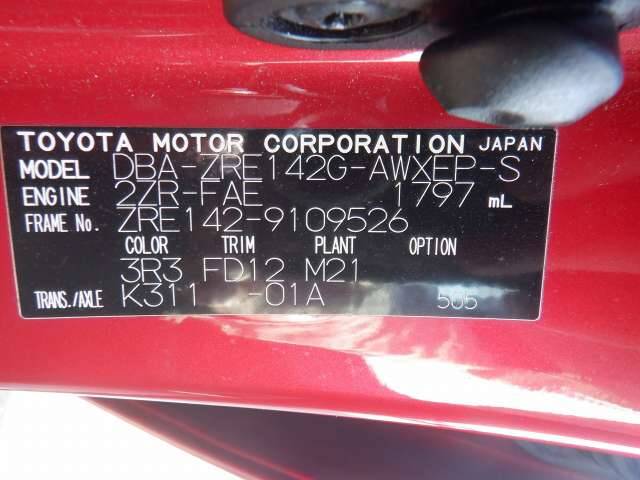 TOYOTA MOTOR CORPORATION JAPAN
MODEL DBA-ZRE142G-AWXEP-S
ENGINE 2ZR-FAE 1797 mL
FRAME No. ZRE142-9109526
COLOR TRIM PLANT OPTION
3R3 FD12 M21
TRANS./AXLE K311 -01A 505